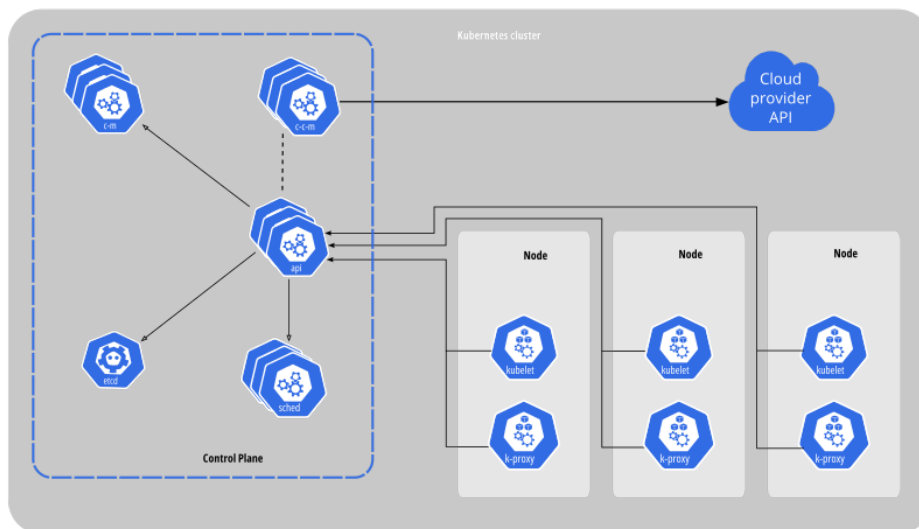 Kubernetes cluster
c-m
c-c-m
Cloud
provider
API
api
Node
Node
Node
etcd
sched
kubelet
kubelet
kubelet
k-proxy
k-proxy
k-proxy
Control Plane